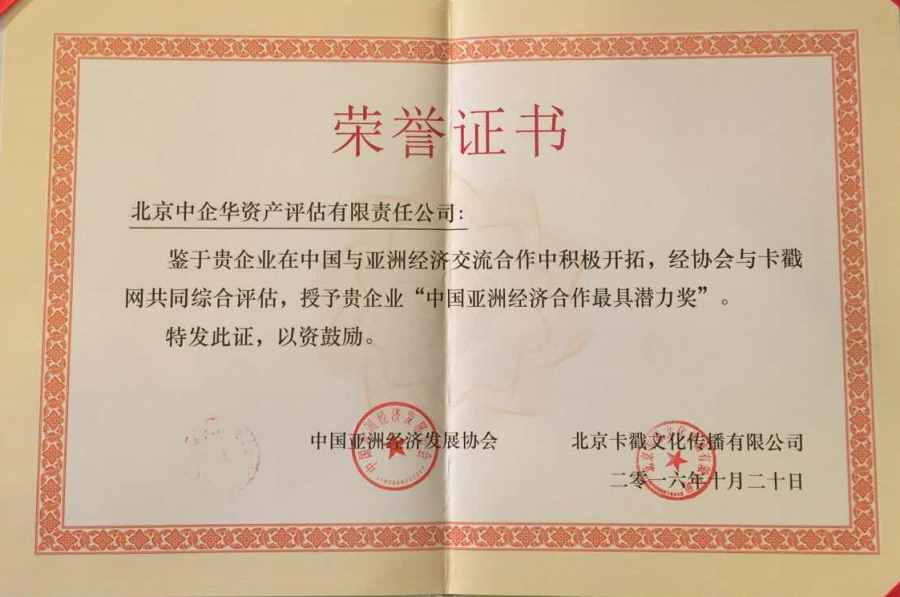 荣誉证书
北京中企华资产评估有限责任公司:
鉴于贵企业在中国与亚洲经济交流合作中积极开拓，经协会与卡戳
网共同综合评估，授予贵企业“中国亚洲经济合作最具潜力奖”。
特发此证，以资鼓励。
中国亚洲经济发展协会
北京卡戳文化传播有限公司
二零一六年十月二十日